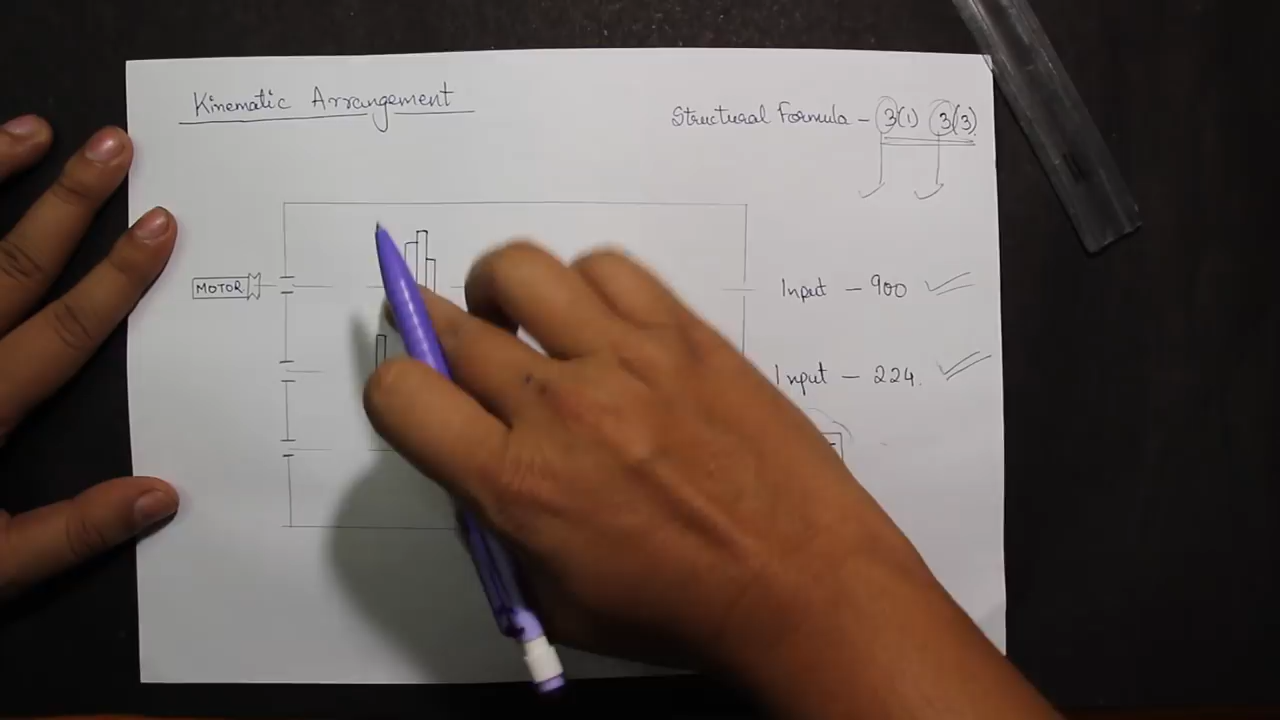 Kinematic Arrangement
Structural Formula - 3(1) 3(3)
MOTOR
Input - 900
Input - 224.